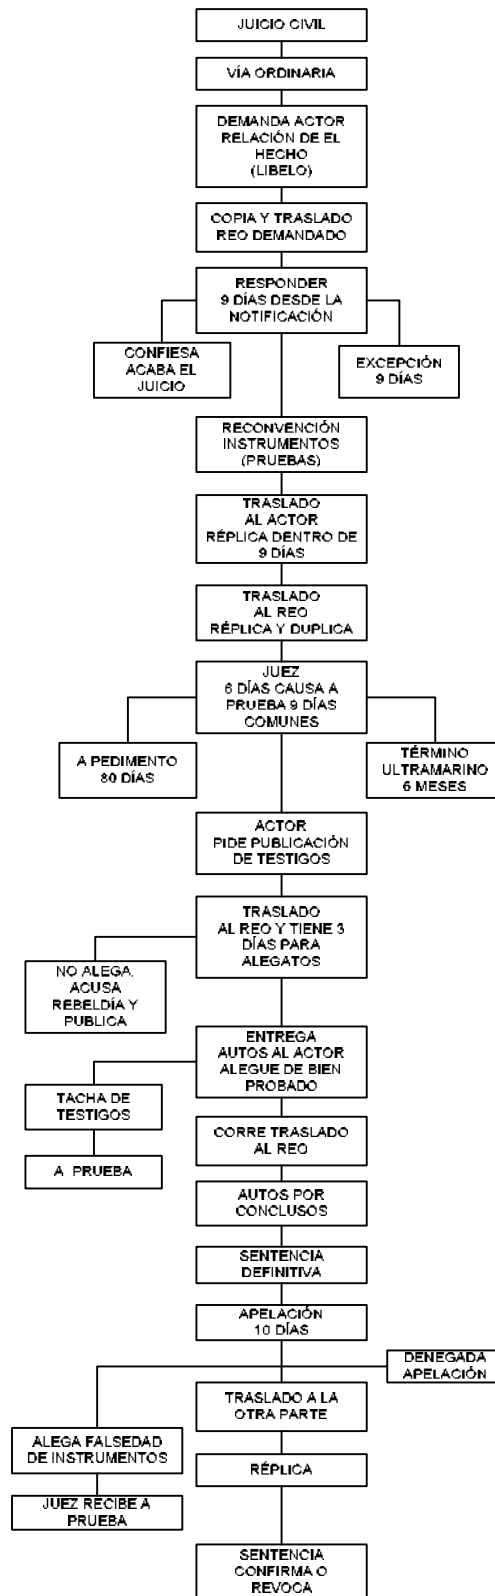 JUICIO CIVIL
VÍA ORDINARIA
DEMANDA ACTOR
RELACIÓN DE EL
HECHO
(LIBELO)
COPIA Y TRASLADO
REO DEMANDADO
RESPONDER
9 DÍAS DESDE LA
NOTIFICACIÓN
CONFIESA
ACABA EL
JUICIO
EXCEPCIÓN
9 DÍAS
RECONVENCIÓN
INSTRUMENTOS
(PRUEBAS)
TRASLADO
AL ACTOR
RÉPLICA DENTRO DE
9 DÍAS
TRASLADO
AL REO
RÉPLICA Y DUPLICA
JUEZ
6 DÍAS CAUSA A
PRUEBA 9 DÍAS
COMUNES
A PEDIMENTO
80 DÍAS
TÉRMINO
ULTRAMARINO
6 MESES
ACTOR
PIDE PUBLICACIÓN
DE TESTIGOS
TRASLADO
AL REO Y TIENE 3
DÍAS PARA
ALEGATOS
NO ALEGA,
ACUSA
REBELDÍA Y
PUBLICA
ENTREGA
AUTOS AL ACTOR
ALEGUE DE BIEN
PROBADO
TACHA DE
TESTIGOS
A PRUEBA
CORRE TRASLADO
AL REO
AUTOS POR
CONCLUSOS
SENTENCIA
DEFINITIVA
APELACIÓN
10 DÍAS
DENEGADA
APELACIÓN
TRASLADO A LA
OTRA PARTE
ALEGA FALSEDAD
DE INSTRUMENTOS
RÉPLICA
JUEZ RECIBE A
PRUEBA
SENTENCIA
CONFIRMA O
REVOCA